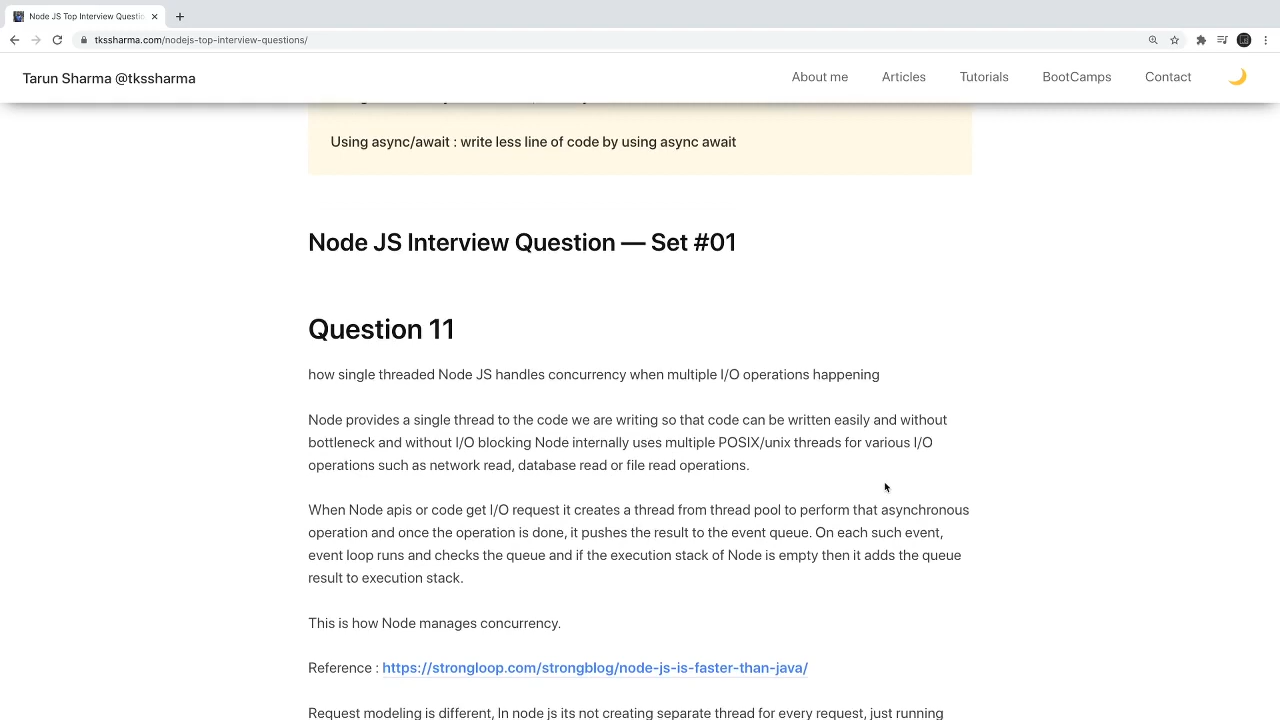 Node JS Top Interview Questio
tkssharma.com/nodejs-top-interview-questions/
Tarun Sharma @tkssharma
About me
Articles
Tutorials
BootCamps
Contact
Using async/await : write less line of code by using async await
Node JS Interview Question — Set #01
Question 11
how single threaded Node JS handles concurrency when multiple I/O operations happening
Node provides a single thread to the code we are writing so that code can be written easily and without
bottleneck and without I/O blocking Node internally uses multiple POSIX/unix threads for various I/O
operations such as network read, database read or file read operations.
When Node apis or code get I/O request it creates a thread from thread pool to perform that asynchronous
operation and once the operation is done, it pushes the result to the event queue. On each such event,
event loop runs and checks the queue and if the execution stack of Node is empty then it adds the queue
result to execution stack.
This is how Node manages concurrency.
Reference : https://strongloop.com/strongblog/node-js-is-faster-than-java/
Request modeling is different, In node js its not creating separate thread for every request, just running